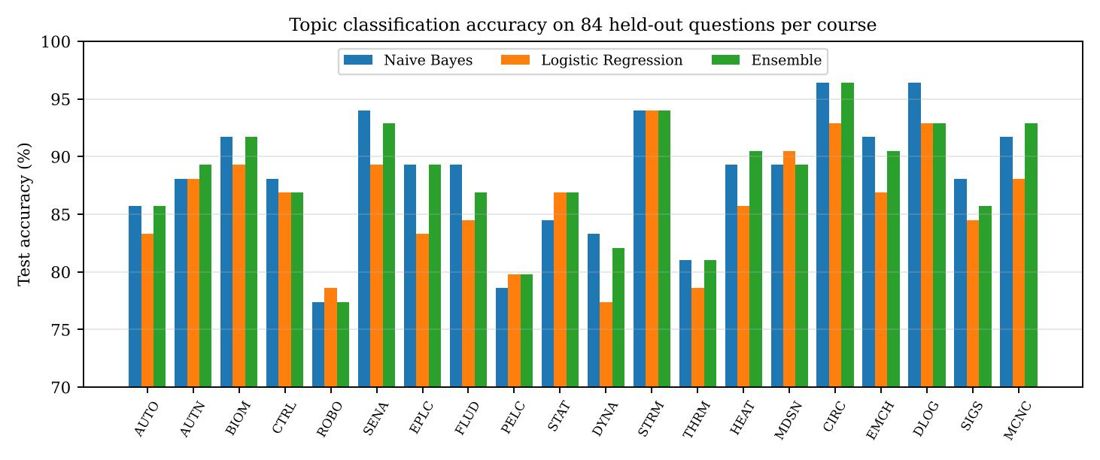 Topic classification accuracy on 84 held-out questions per course
Naive Bayes Logistic Regression Ensemble
Test accuracy (%)
100
95
90
85
80
75
70
AUTO AUTN BIOM CTRL ROBO SENA EPLC FLUD PELC STAT DYNA STRM THRM HEAT MDSN CIRC EMCH DLOG SIGS MCNC